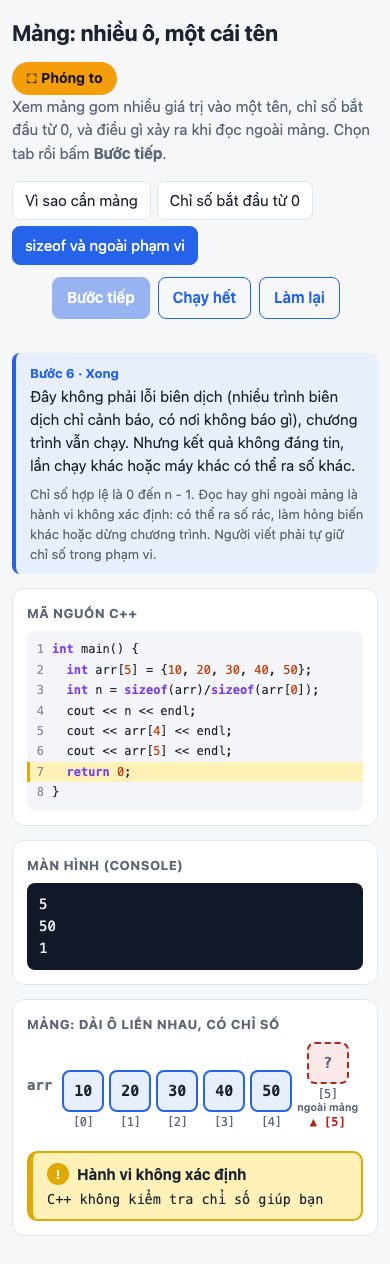 Mảng: nhiều ô, một cái tên
⛶ Phóng to
Xem mảng gom nhiều giá trị vào một tên, chỉ số bắt
đầu từ 0, và điều gì xảy ra khi đọc ngoài mảng. Chọn
tab rồi bấm Bước tiếp.
Vì sao cần mảng
Chỉ số bắt đầu từ 0
sizeof và ngoài phạm vi
Bước tiếp
Chạy hết
Làm lại
Bước 6 · Xong
Đây không phải lỗi biên dịch (nhiều trình biên
dịch chỉ cảnh báo, có nơi không báo gì), chương
trình vẫn chạy. Nhưng kết quả không đáng tin,
lần chạy khác hoặc máy khác có thể ra số khác.
Chỉ số hợp lệ là 0 đến n - 1. Đọc hay ghi ngoài mảng là
hành vi không xác định: có thể ra số rác, làm hỏng biến
khác hoặc dừng chương trình. Người viết phải tự giữ
chỉ số trong phạm vi.
MÃ NGUỒN C++
1 int main() {
2   int arr[5] = {10, 20, 30, 40, 50};
3   int n = sizeof(arr)/sizeof(arr[0]);
4   cout << n << endl;
5   cout << arr[4] << endl;
6   cout << arr[5] << endl;
7   return 0;
8 }
MÀN HÌNH (CONSOLE)
5
50
1
MẢNG: DẢI Ô LIỀN NHAU, CÓ CHỈ SỐ
arr 10 20 30 40 50 ?
[0] [1] [2] [3] [4] [5]
ngoài mảng
▲ [5]
! Hành vi không xác định
C++ không kiểm tra chỉ số giúp bạn